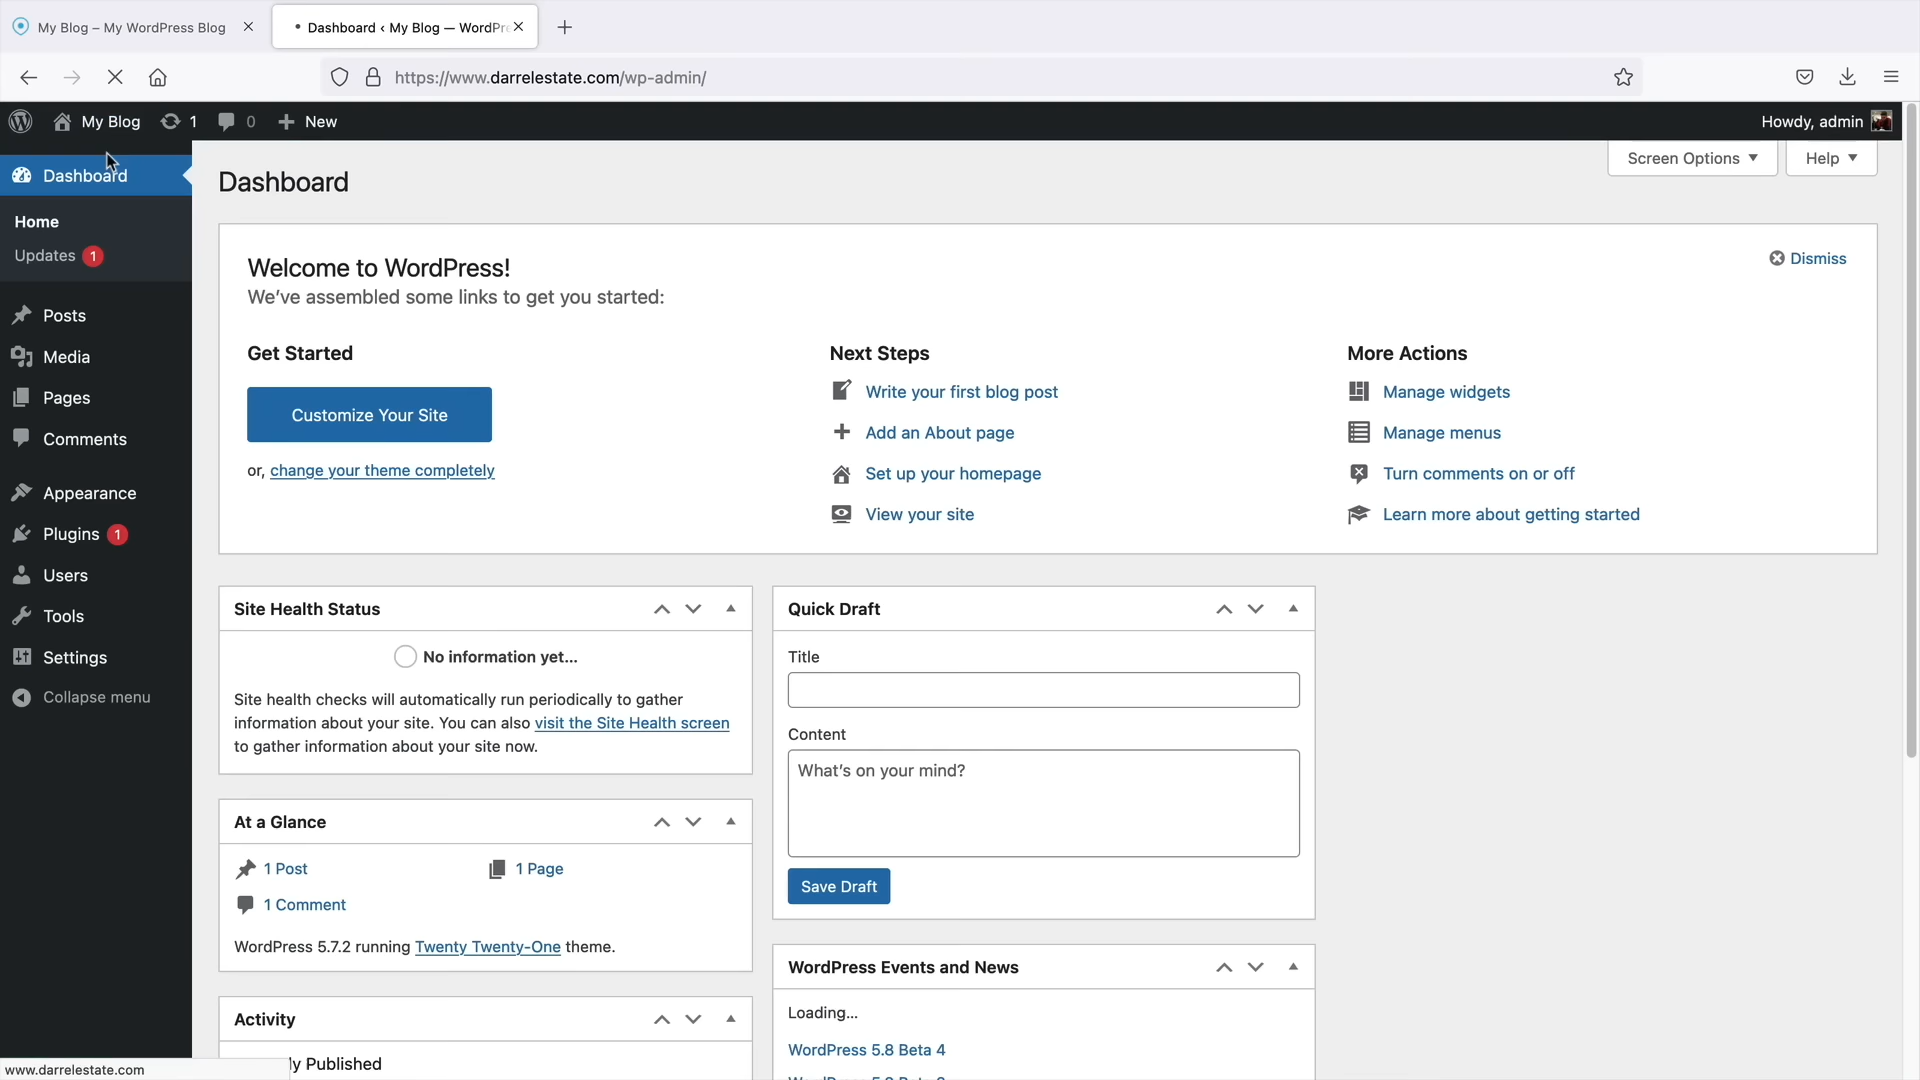 My Blog – My WordPress Blog
Dashboard ‹ My Blog — WordPr
https://www.darrelestate.com/wp-admin/
My Blog
1
0
New
Howdy, admin
Dashboard
Home
Updates 1
Posts
Media
Pages
Comments
Appearance
Plugins 1
Users
Tools
Settings
Collapse menu
Dashboard
Screen Options
Help
Welcome to WordPress!
We've assembled some links to get you started:
Dismiss
Get Started
Customize Your Site
or, change your theme completely
Next Steps
Write your first blog post
Add an About page
Set up your homepage
View your site
More Actions
Manage widgets
Manage menus
Turn comments on or off
Learn more about getting started
Site Health Status
No information yet...
Site health checks will automatically run periodically to gather
information about your site. You can also visit the Site Health screen
to gather information about your site now.
At a Glance
1 Post
1 Page
1 Comment
WordPress 5.7.2 running Twenty Twenty-One theme.
Activity
ly Published
Quick Draft
Title
Content
What's on your mind?
Save Draft
WordPress Events and News
Loading...
WordPress 5.8 Beta 4
www.darrelestate.com